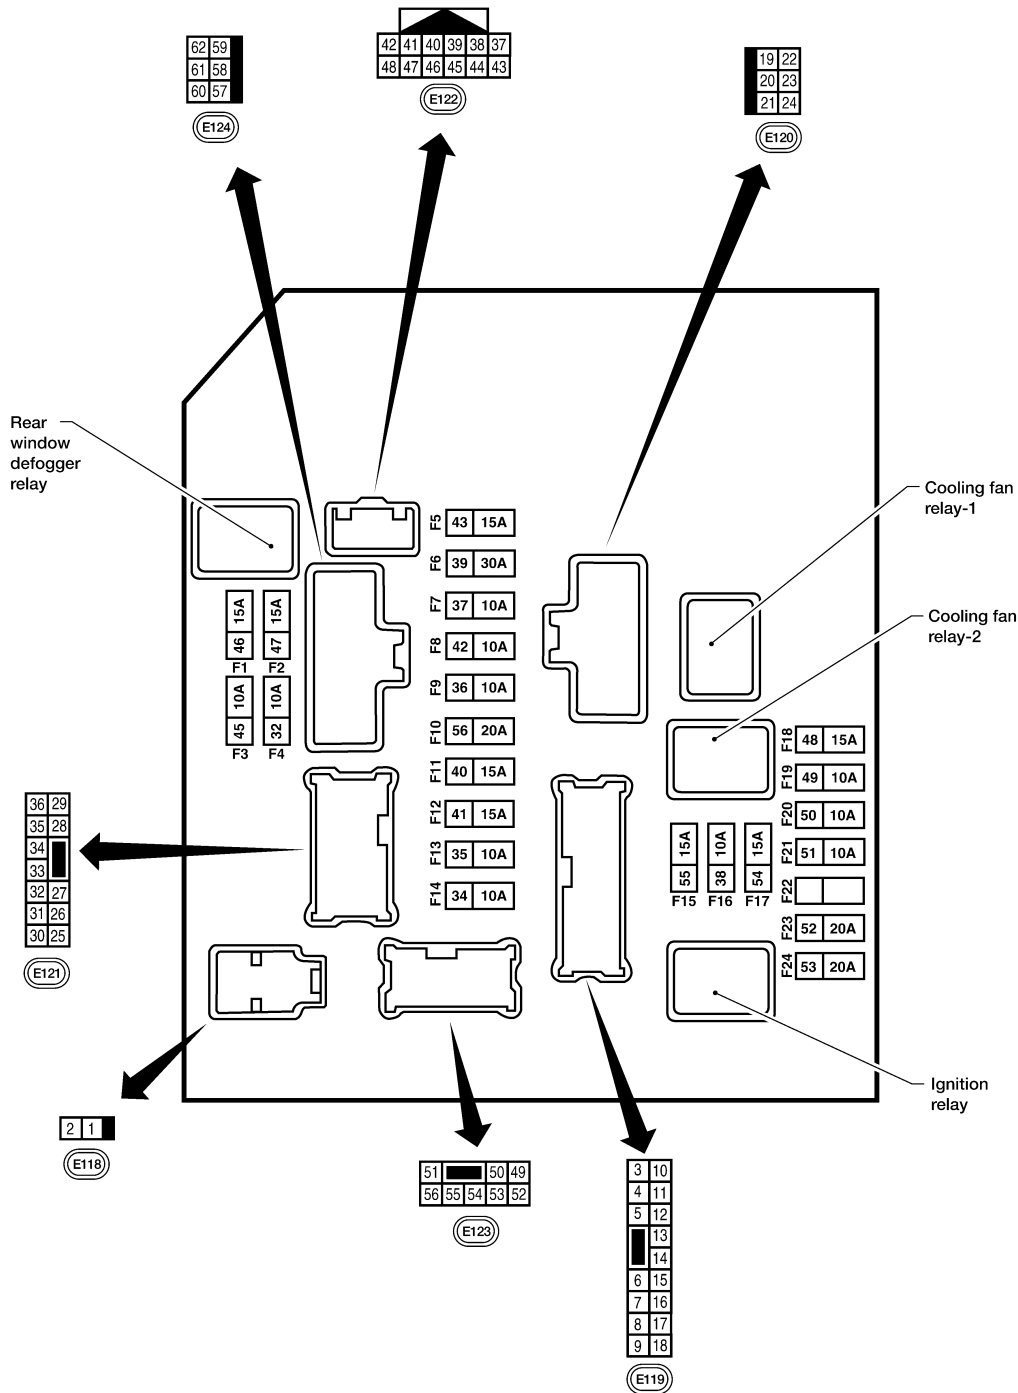 62 59
61 58
60 57
E124
42 41 40 39 38 37
48 47 46 45 44 43
E122
19 22
20 23
21 24
E120
Rear
window
defogger
relay
Cooling fan
relay-1
Cooling fan
relay-2
F5 43 15A
F6 39 30A
F7 37 10A
F8 42 10A
F9 36 10A
F10 56 20A
F11 40 15A
F12 41 15A
F13 35 10A
F14 34 10A
46 15A
F1
47 15A
F2
45 10A
F3
32 10A
F4
55 15A
F15
38 10A
F16
54 15A
F17
F18 48 15A
F19 49 10A
F20 50 10A
F21 51 10A
F22
F23 52 20A
F24 53 20A
36 29
35 28
34
33
32 27
31 26
30 25
E121
Ignition
relay
2 1
E118
51 50 49
56 55 54 53 52
E123
3 10
4 11
5 12
13
14
6 15
7 16
8 17
9 18
E119